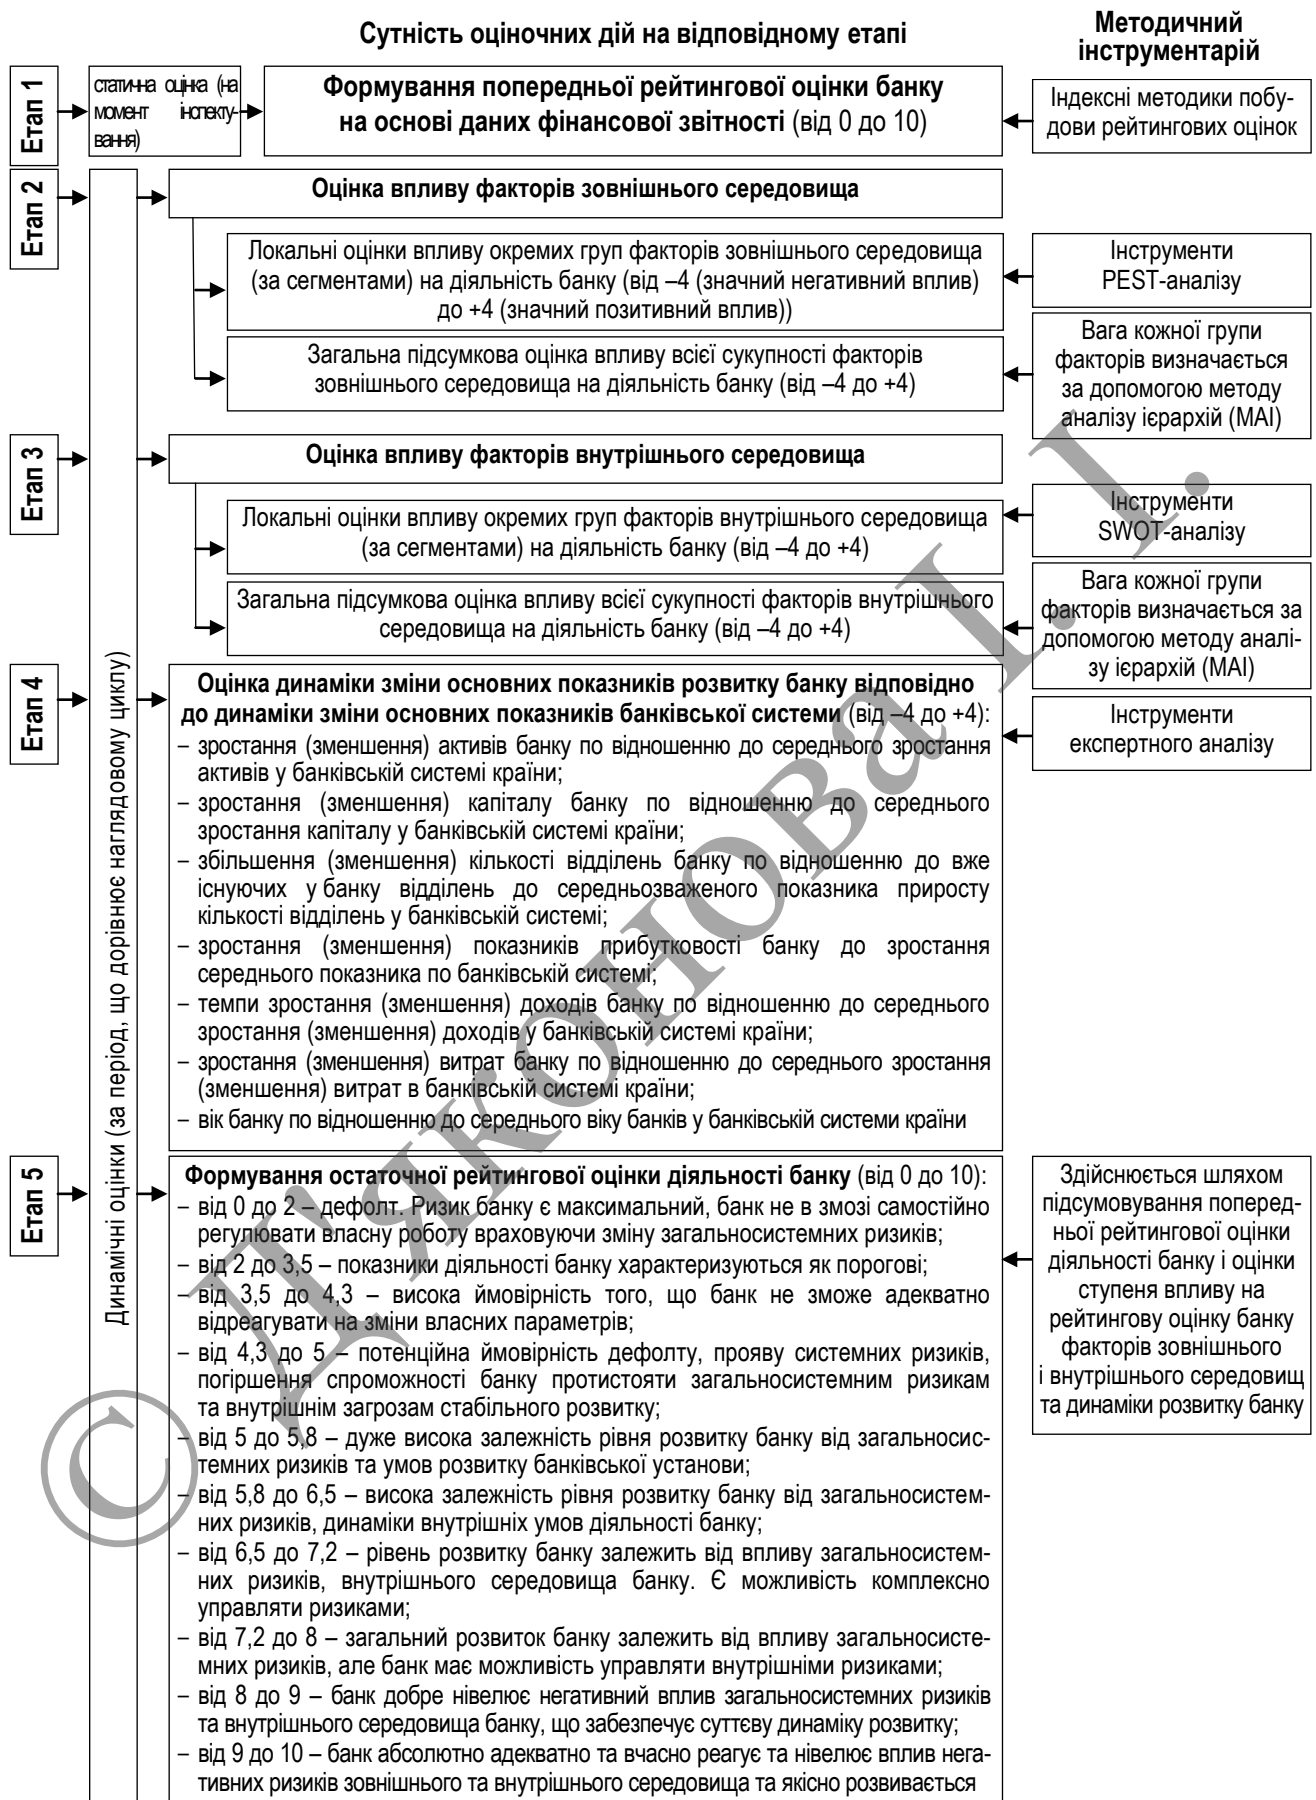 Сутність оціночних дій на відповідному етапі
Методичний
інструментарій
Етап 1
статична оцінка (на
момент інспекту-
вання)
Формування попередньої рейтингової оцінки банку
на основі даних фінансової звітності (від 0 до 10)
Індексні методики побу-
дови рейтингових оцінок
Етап 2
Динамічні оцінки (за період, що дорівнює наглядовому циклу)
Оцінка впливу факторів зовнішнього середовища
Локальні оцінки впливу окремих груп факторів зовнішнього середовища
(за сегментами) на діяльність банку (від –4 (значний негативний вплив)
до +4 (значний позитивний вплив))
Інструменти
PEST-аналізу
Загальна підсумкова оцінка впливу всієї сукупності факторів
зовнішнього середовища на діяльність банку (від –4 до +4)
Вага кожної групи
факторів визначається
за допомогою методу
аналізу ієрархій (МАІ)
Етап 3
Оцінка впливу факторів внутрішнього середовища
Локальні оцінки впливу окремих груп факторів внутрішнього середовища
(за сегментами) на діяльність банку (від –4 до +4)
Інструменти
SWOT-аналізу
Загальна підсумкова оцінка впливу всієї сукупності факторів внутрішнього
середовища на діяльність банку (від –4 до +4)
Вага кожної групи
факторів визначається за
допомогою методу аналі-
зу ієрархій (МАІ)
Етап 4
Оцінка динаміки зміни основних показників розвитку банку відповідно
до динаміки зміни основних показників банківської системи (від –4 до +4):
– зростання (зменшення) активів банку по відношенню до середнього зростання
активів у банківській системі країни;
– зростання (зменшення) капіталу банку по відношенню до середнього
зростання капіталу у банківській системі країни;
– збільшення (зменшення) кількості відділень банку по відношенню до вже
існуючих у банку відділень до середньозваженого показника приросту
кількості відділень у банківській системі;
– зростання (зменшення) показників прибутковості банку до зростання
середнього показника по банківській системі;
– темпи зростання (зменшення) доходів банку по відношенню до середнього
зростання (зменшення) доходів у банківській системі країни;
– зростання (зменшення) витрат банку по відношенню до середнього зростання
(зменшення) витрат в банківській системі країни;
– вік банку по відношенню до середнього віку банків у банківській системи країни
Інструменти
експертного аналізу
Етап 5
Формування остаточної рейтингової оцінки діяльності банку (від 0 до 10):
– від 0 до 2 – дефолт. Ризик банку є максимальний, банк не в змозі самостійно
регулювати власну роботу враховуючи зміну загальносистемних ризиків;
– від 2 до 3,5 – показники діяльності банку характеризуються як порогові;
– від 3,5 до 4,3 – висока ймовірність того, що банк не зможе адекватно
відреагувати на зміни власних параметрів;
– від 4,3 до 5 – потенційна ймовірність дефолту, прояву системних ризиків,
погіршення спроможності банку протистояти загальносистемним ризикам
та внутрішнім загрозам стабільного розвитку;
– від 5 до 5,8 – дуже висока залежність рівня розвитку банку від загальносис-
темних ризиків та умов розвитку банківської установи;
– від 5,8 до 6,5 – висока залежність рівня розвитку банку від загальносистем-
них ризиків, динаміки внутрішніх умов діяльності банку;
– від 6,5 до 7,2 – рівень розвитку банку залежить від впливу загальносистем-
них ризиків, внутрішнього середовища банку. Є можливість комплексно
управляти ризиками;
– від 7,2 до 8 – загальний розвиток банку залежить від впливу загальносисте-
мних ризиків, але банк має можливість управляти внутрішніми ризиками;
– від 8 до 9 – банк добре нівелює негативний вплив загальносистемних ризиків
та внутрішнього середовища банку, що забезпечує суттєву динаміку розвитку;
– від 9 до 10 – банк абсолютно адекватно та вчасно реагує та нівелює вплив нега-
тивних ризиків зовнішнього та внутрішнього середовища та якісно розвивається
Здійснюється шляхом
підсумовування поперед-
ньої рейтингової оцінки
діяльності банку і оцінки
ступеня впливу на
рейтингову оцінку банку
факторів зовнішнього
і внутрішнього середовищ
та динаміки розвитку банку
© Д'яконова І. І.